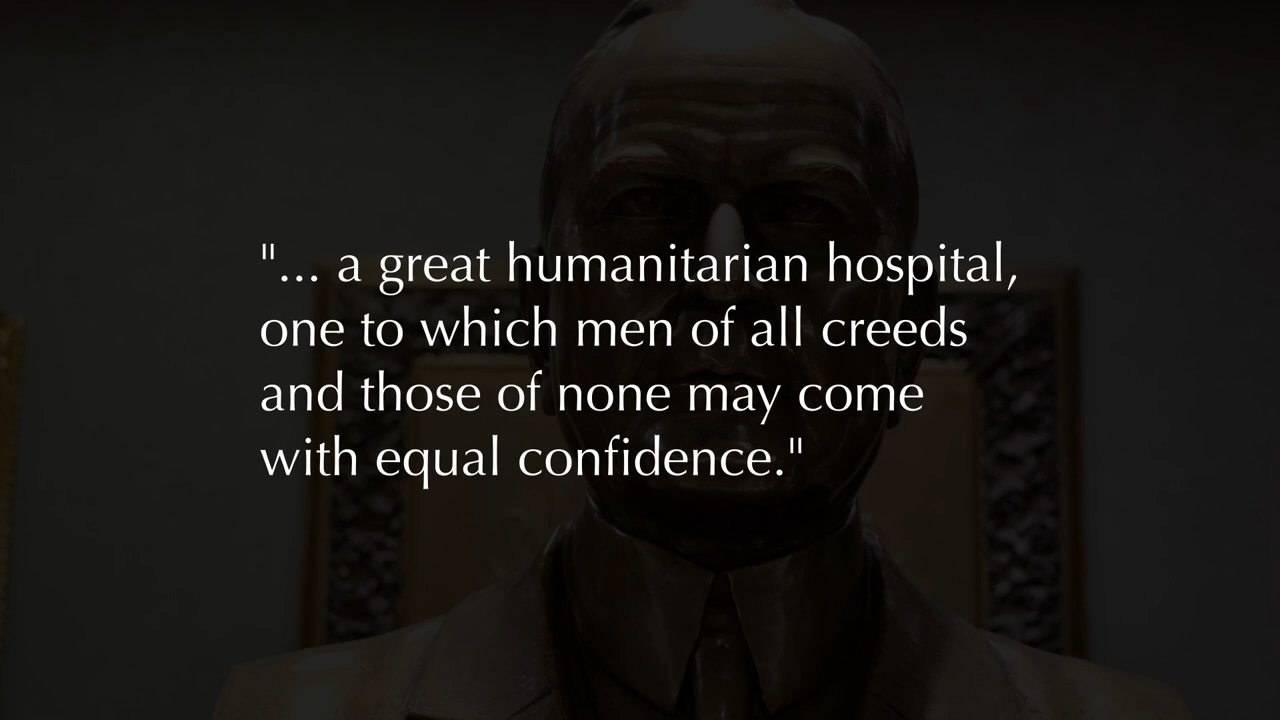 "... a great humanitarian hospital,
one to which men of all creeds
and those of none may come
with equal confidence."